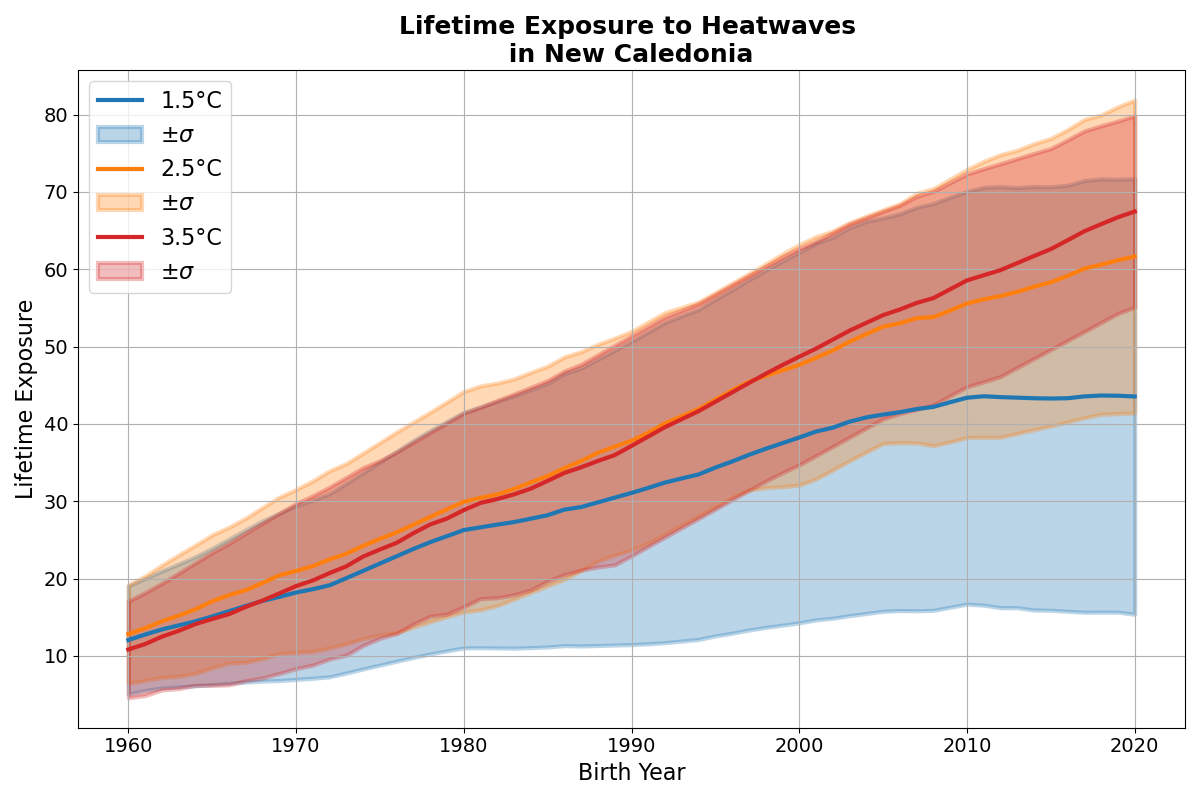 Lifetime Exposure to Heatwaves
in New Caledonia
1.5°C
±σ
2.5°C
±σ
3.5°C
±σ
Lifetime Exposure
80
70
60
50
40
30
20
10
1960 1970 1980 1990 2000 2010 2020
Birth Year